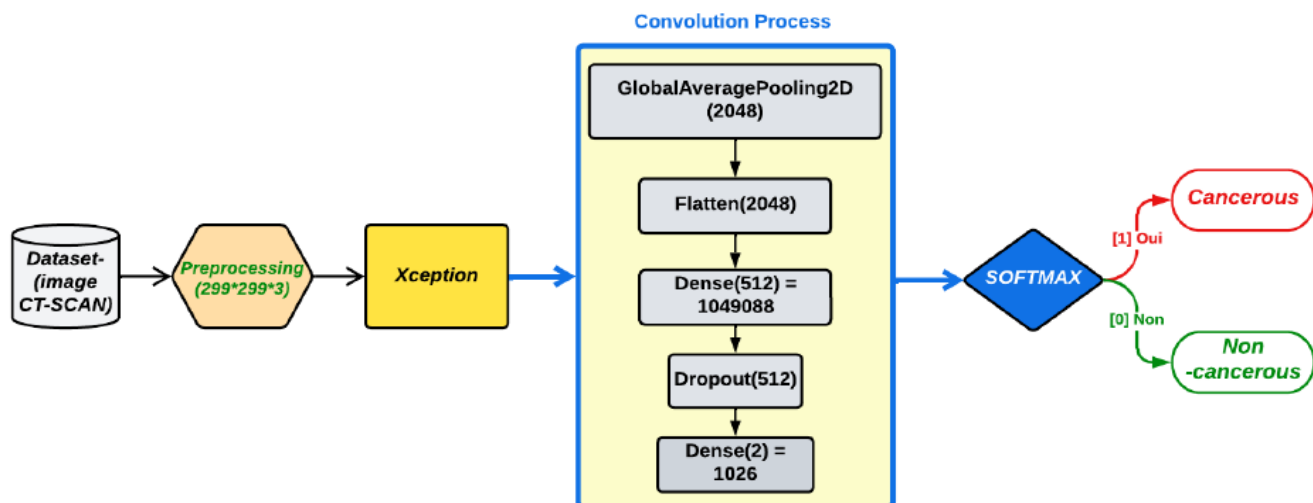 Convolution Process
GlobalAveragePooling2D
(2048)
Flatten(2048)
Dense(512) =
1049088
Dropout(512)
Dense(2) =
1026
Dataset-
(image
CT-SCAN)
Preprocessing
(299*299*3)
Xception
SOFTMAX
[1] Oui
Cancerous
[0] Non
Non
-cancerous